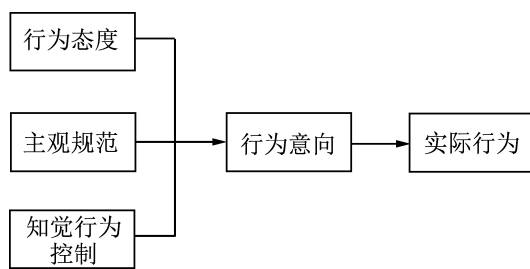 行为态度
主观规范
行为意向
实际行为
知觉行为
控制